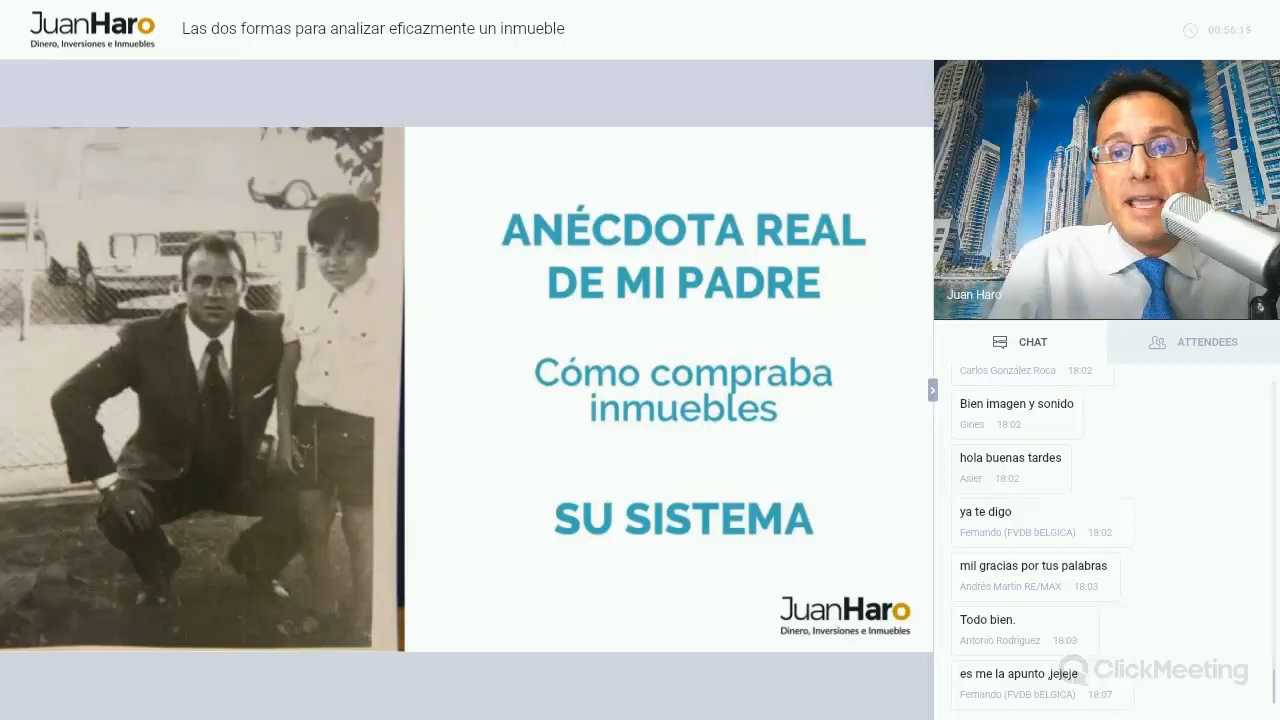 JuanHaro
Dinero, Inversiones e Inmuebles
Las dos formas para analizar eficazmente un inmueble
00:56:15
ANÉCDOTA REAL
DE MI PADRE
Cómo compraba
inmuebles
SU SISTEMA
JuanHaro
Dinero, Inversiones e Inmuebles
Juan Haro
CHAT
ATTENDEES
Carlos González Roca 18:02
Bien imagen y sonido
Gines 18:02
hola buenas tardes
Asier 18:02
ya te digo
Fernando (FVDB bELGICA) 18:02
mil gracias por tus palabras
Andrés Martin RE/MAX 18:03
Todo bien.
Antonio Rodríguez 18:03
es me la apunto ,jejeje
Fernando (FVDB bELGICA) 18:07
ClickMeeting